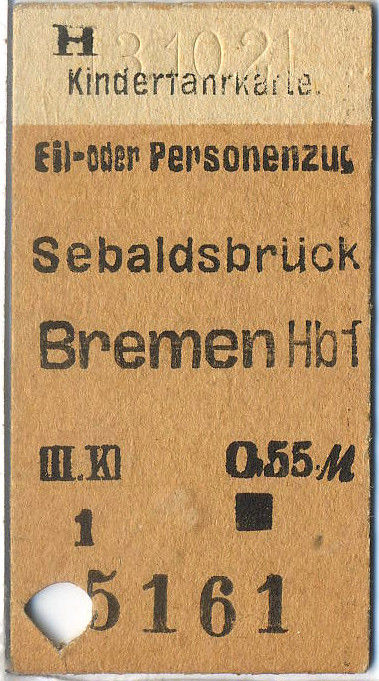 H 3.10.21
Kinderfahrkarte.
Eil-oder Personenzug
Sebaldsbrück
Bremen Hbf
III. Kl
0.55 M
1
5161